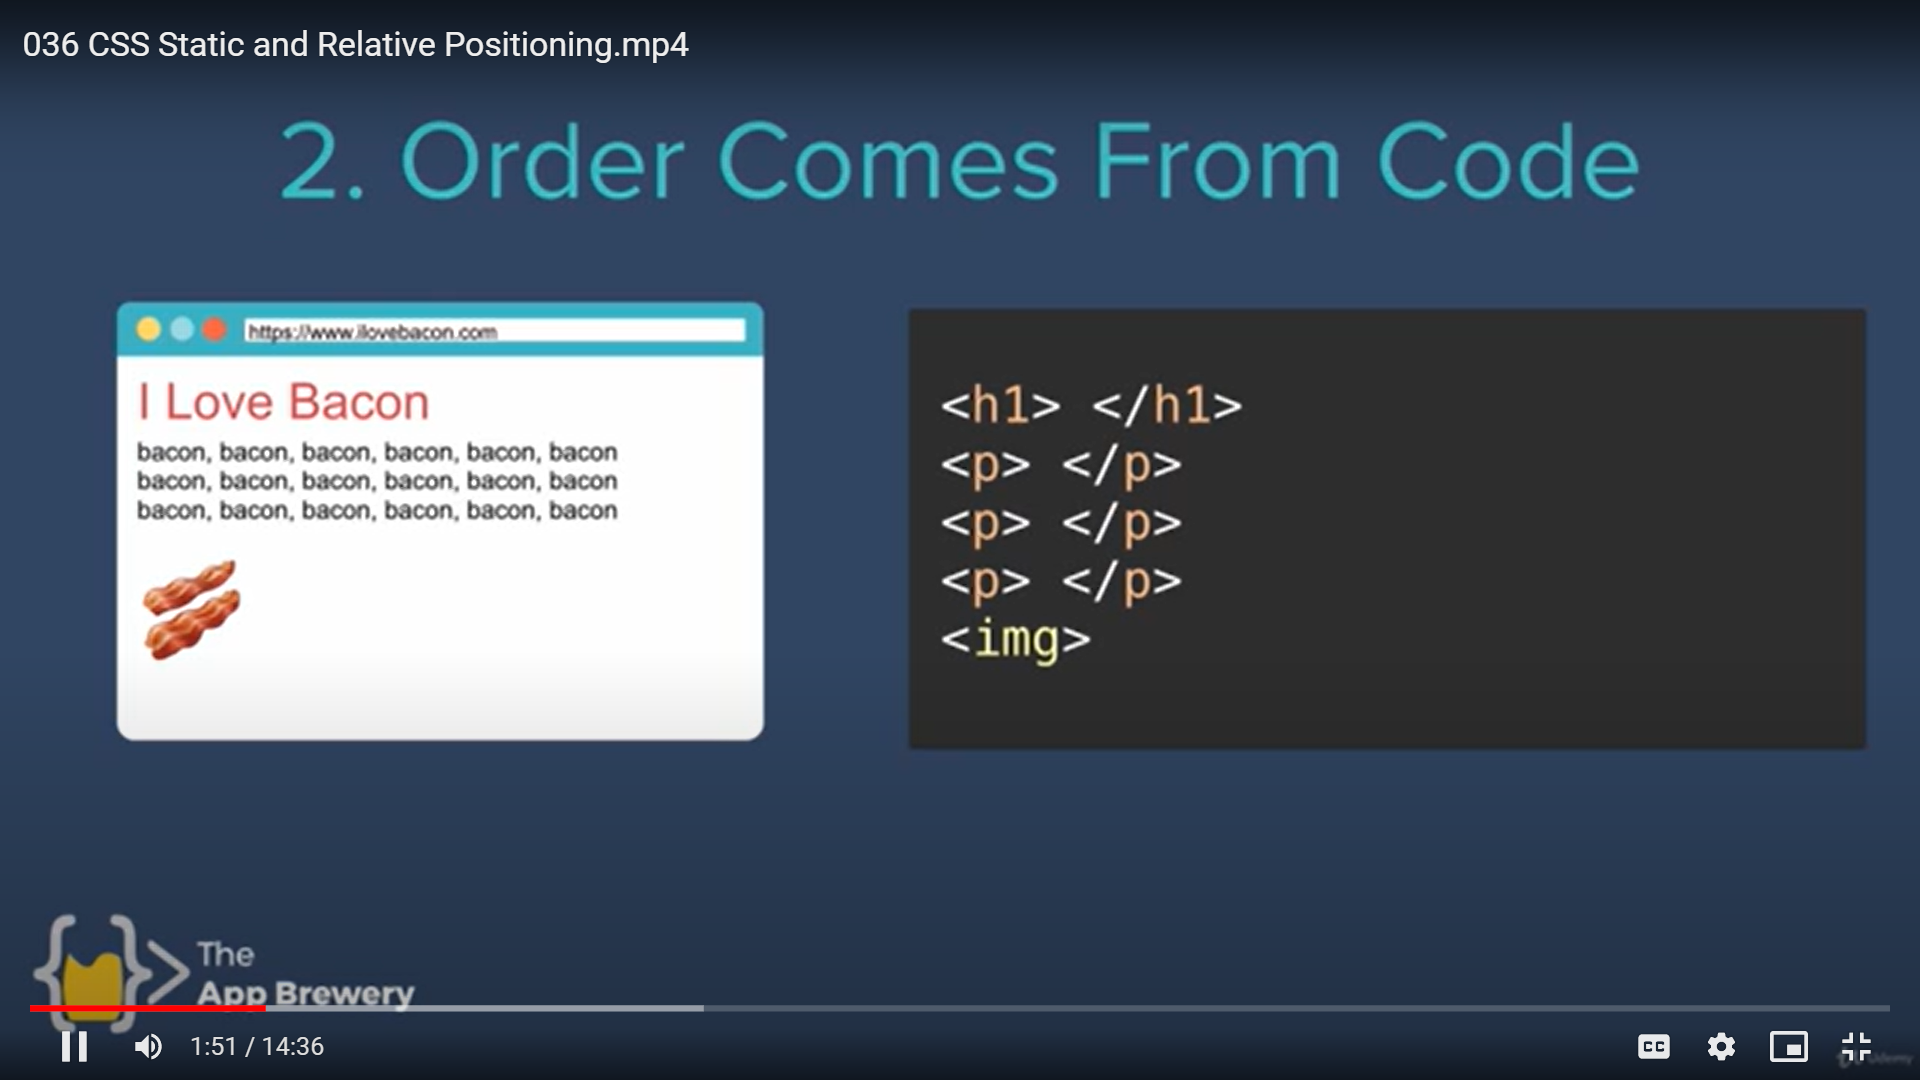 036 CSS Static and Relative Positioning.mp4
2. Order Comes From Code
https://www.ilovebacon.com
I Love Bacon
bacon, bacon, bacon, bacon, bacon, bacon
bacon, bacon, bacon, bacon, bacon, bacon
bacon, bacon, bacon, bacon, bacon, bacon
<h1> </h1>
<p> </p>
<p> </p>
<p> </p>
<img>
The
App Brewery
1:51 / 14:36
CC
Udemy